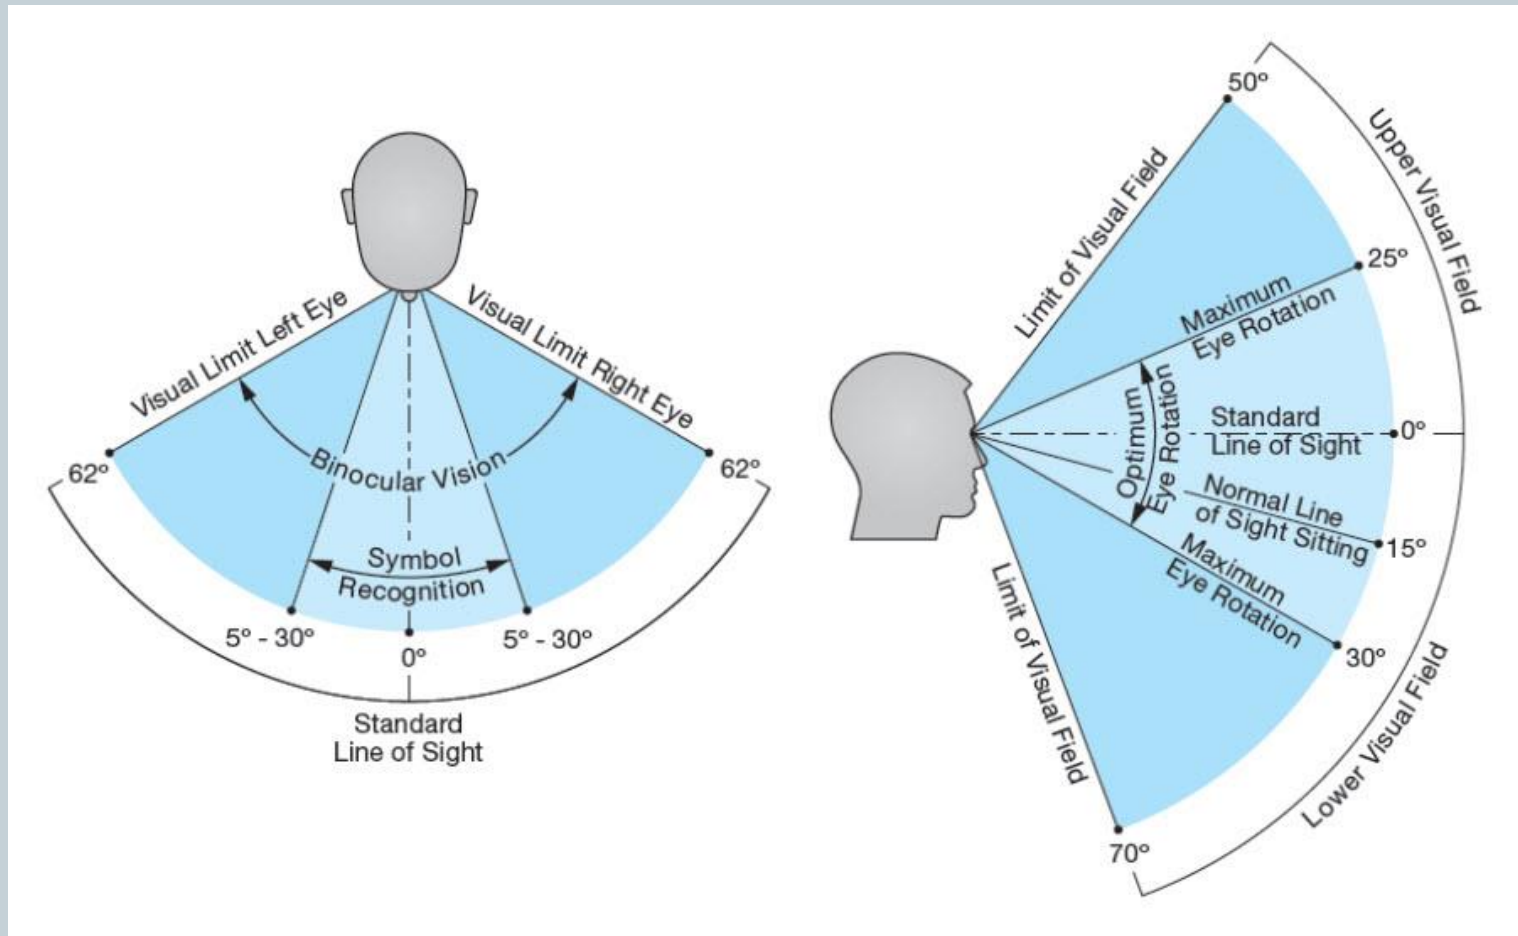 Visual Limit Left Eye
Visual Limit Right Eye
Binocular Vision
62º
62º
Symbol
Recognition
5º - 30º
5º - 30º
0º
Standard
Line of Sight
50º
Upper Visual Field
Limit of Visual Field
25º
Maximum
Eye Rotation
Optimum
Eye Rotation
Standard
Line of Sight
0º
Normal Line
of Sight Sitting
15º
Maximum
Eye Rotation
30º
Limit of Visual Field
Lower Visual Field
70º